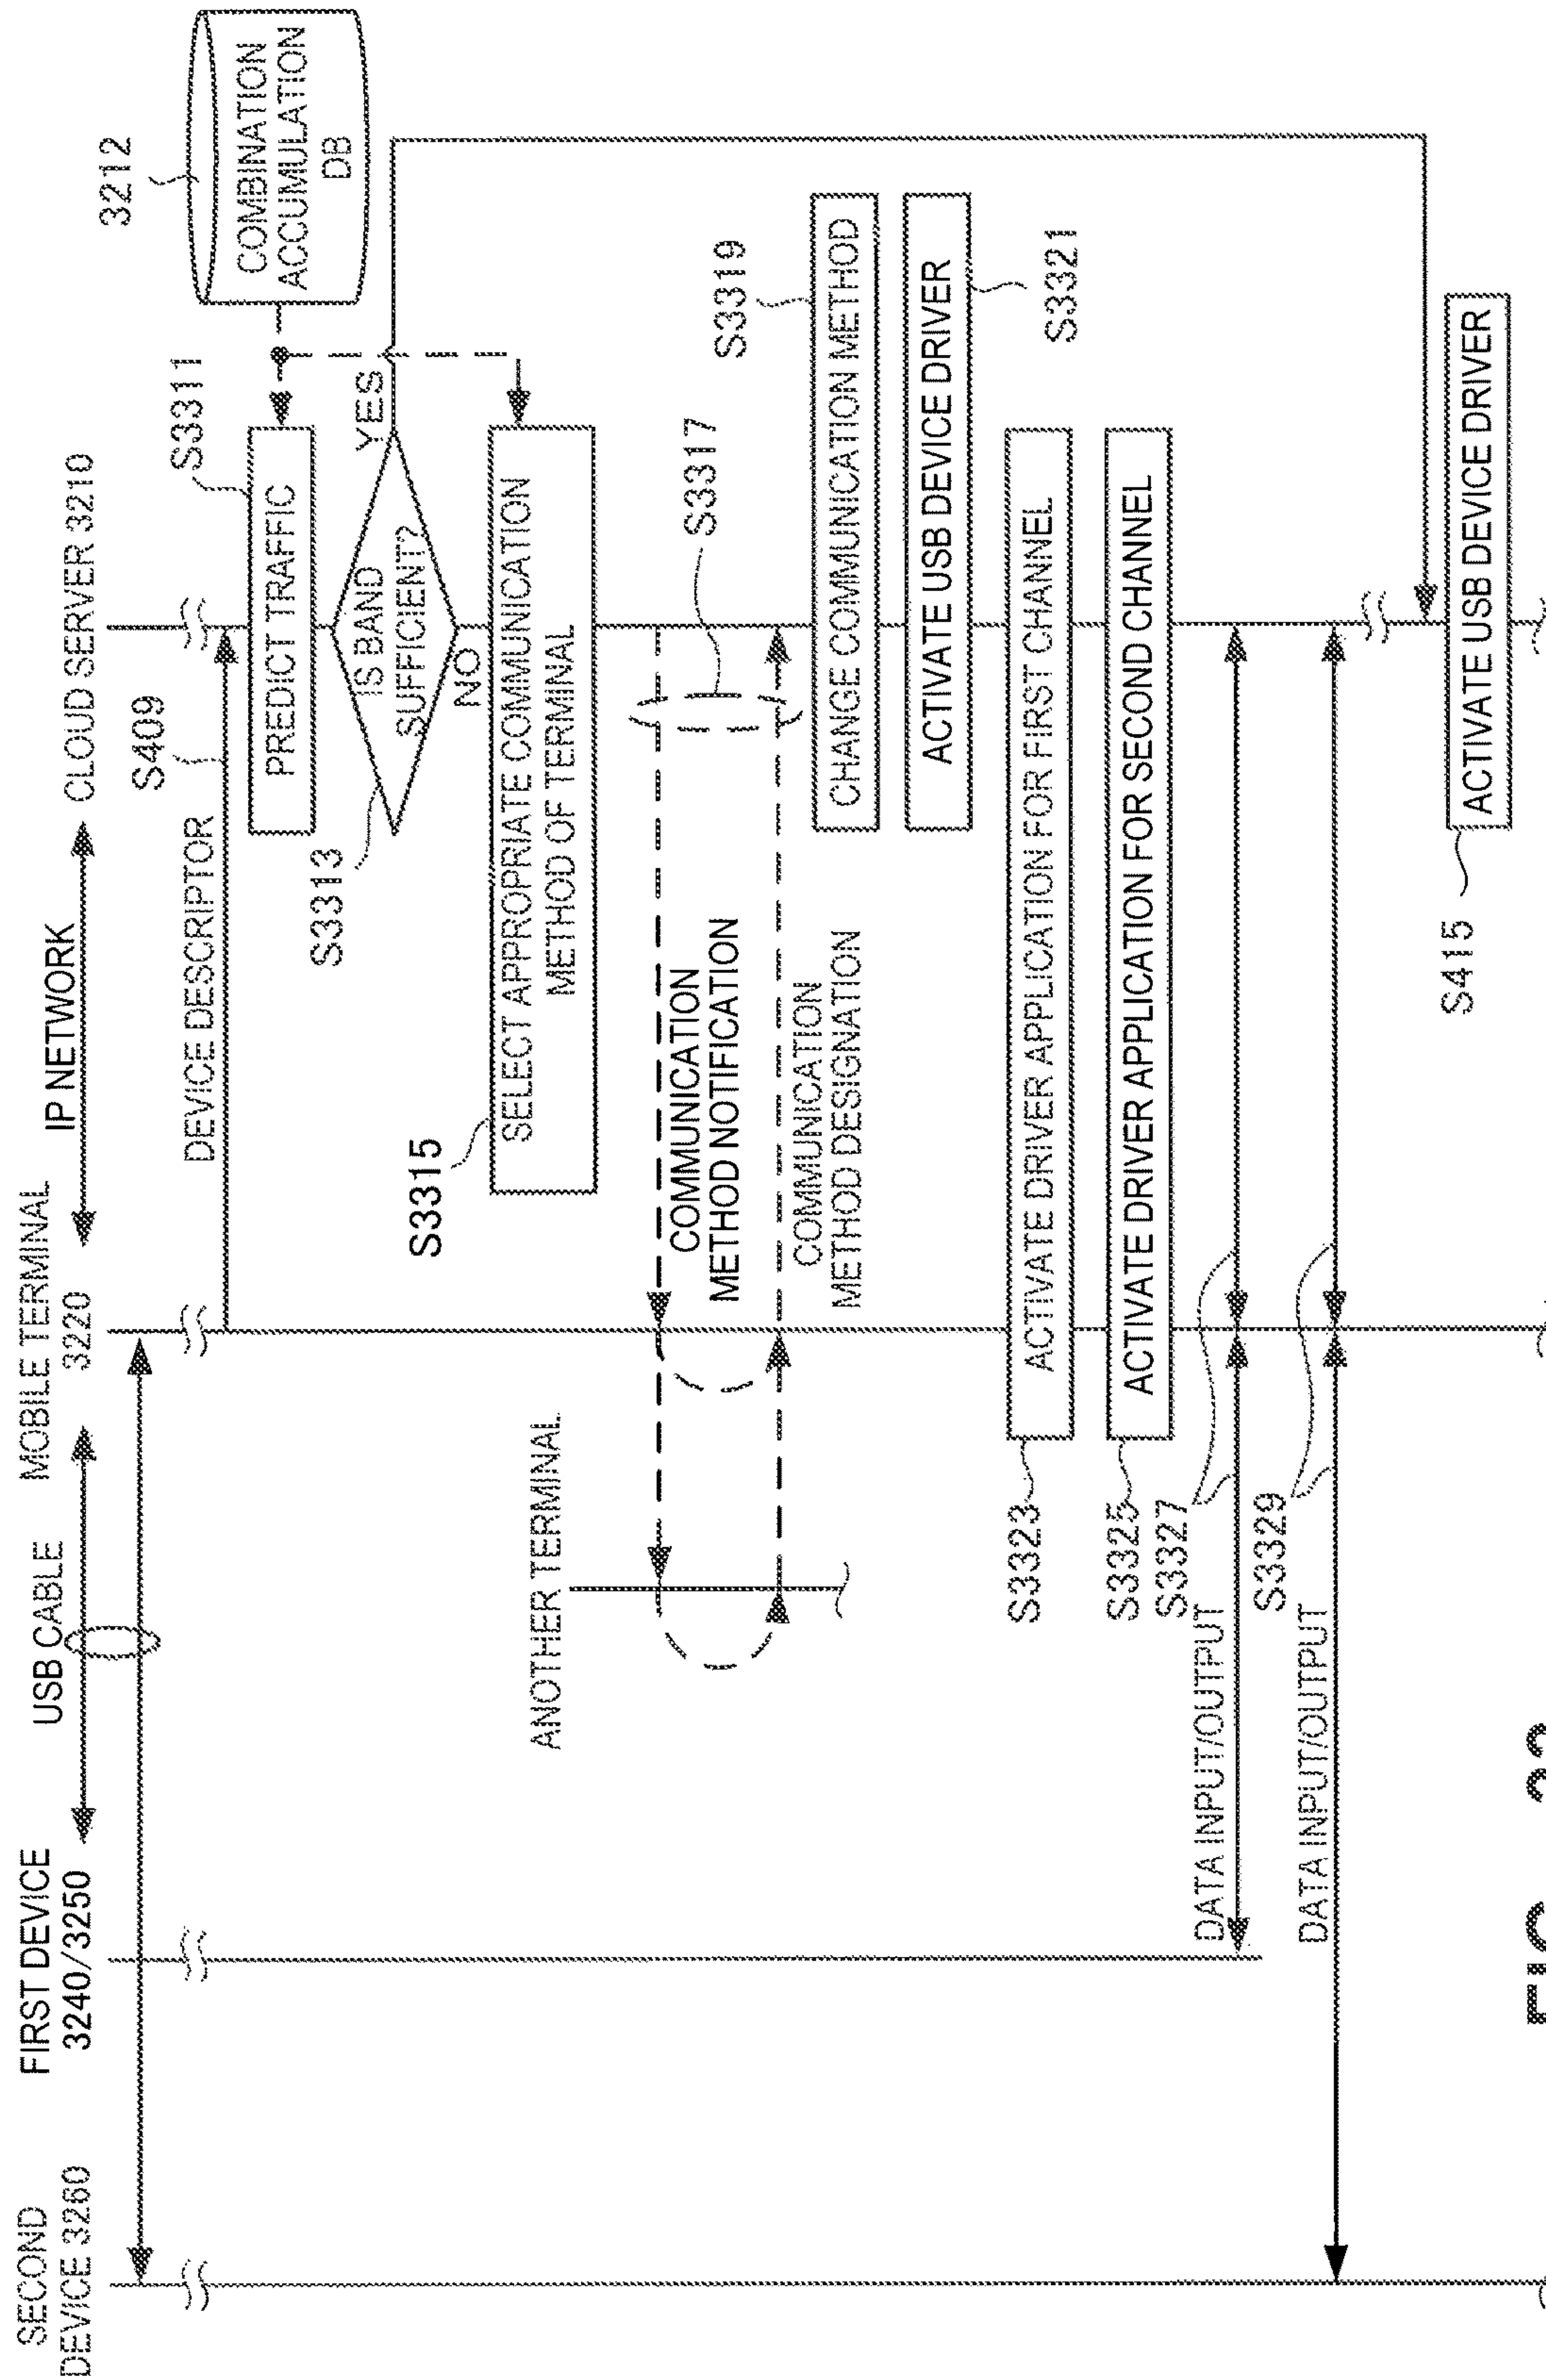 SECOND
DEVICE 3260
FIRST DEVICE
3240/3250
USB CABLE
MOBILE TERMINAL
3220
IP NETWORK
CLOUD SERVER 3210
3212
COMBINATION
ACCUMULATION
DB
DEVICE DESCRIPTOR
S409
S3311
PREDICT TRAFFIC
S3313
IS BAND
SUFFICIENT?
YES
NO
S3315
SELECT APPROPRIATE COMMUNICATION
METHOD OF TERMINAL
ANOTHER TERMINAL
COMMUNICATION
METHOD NOTIFICATION
S3317
COMMUNICATION
METHOD DESIGNATION
S3319
CHANGE COMMUNICATION METHOD
ACTIVATE USB DEVICE DRIVER
S3321
S3323
ACTIVATE DRIVER APPLICATION FOR FIRST CHANNEL
S3325
ACTIVATE DRIVER APPLICATION FOR SECOND CHANNEL
S3327
DATA INPUT/OUTPUT
S3329
DATA INPUT/OUTPUT
S415
ACTIVATE USB DEVICE DRIVER